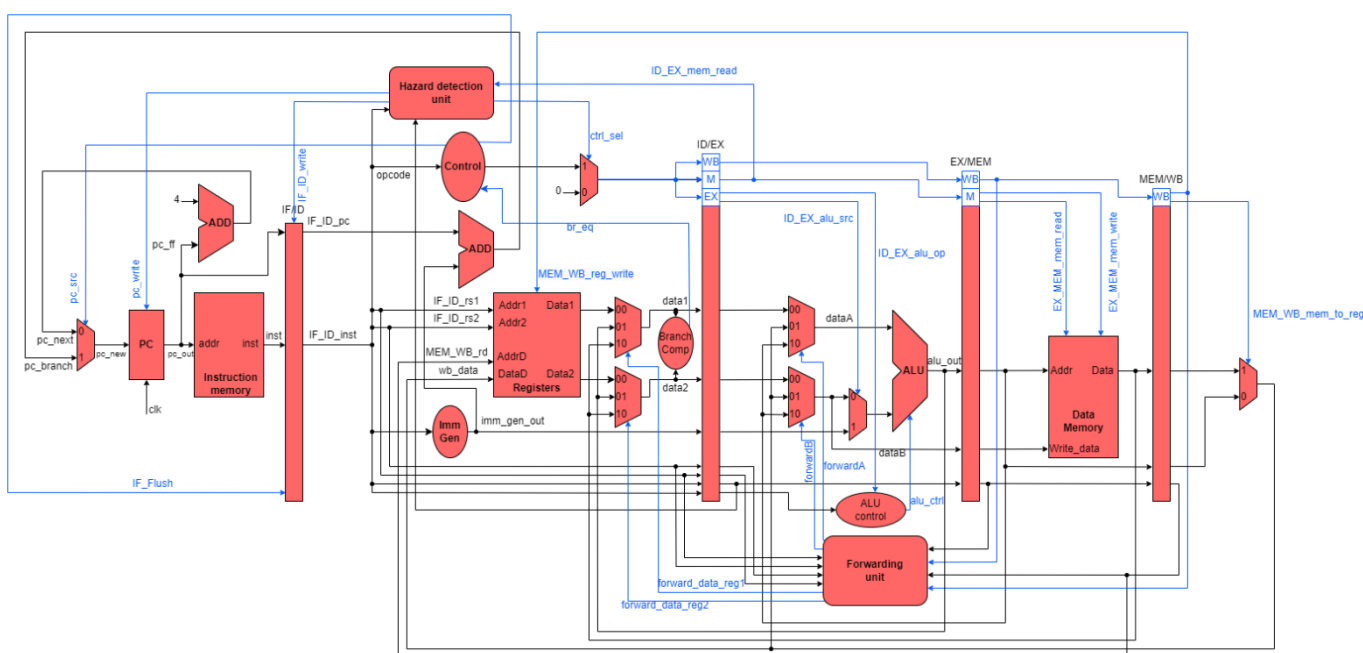 ID_EX_mem_read
Hazard detection
unit
ctrl_sel
ID/EX
EX/MEM
MEM/WB
WB
M
EX
WB
M
WB
IF_ID_write
opcode
Control
1
0
0
4
ADD
IF/ID
IF_ID_pc
pc_ff
pc_src
pc_write
br_eq
ADD
ID_EX_alu_src
ID_EX_alu_op
EX_MEM_mem_read
EX_MEM_mem_write
MEM_WB_mem_to_reg
MEM_WB_reg_write
IF_ID_rs1
IF_ID_rs2
Addr1
Data1
Addr2
AddrD
DataD
Data2
Registers
00
01
10
data1
Branch
Comp
data2
00
01
10
00
01
10
dataA
00
01
10
0
1
dataB
ALU
alu_out
Addr
Data
Data
Memory
Write_data
1
0
pc_next
pc_branch
0
1
pc_new
PC
pc_out
clk
addr
inst
Instruction
memory
inst
IF_ID_inst
MEM_WB_rd
wb_data
Imm
Gen
imm_gen_out
IF_Flush
forwardB
forwardA
ALU
control
alu_ctrl
Forwarding
unit
forward_data_reg1
forward_data_reg2